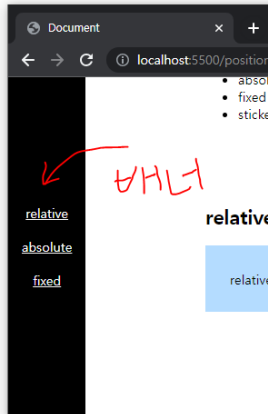 Document
localhost:5500/position
absol
fixed
sticke
배너
relative
absolute
fixed
relative
relative